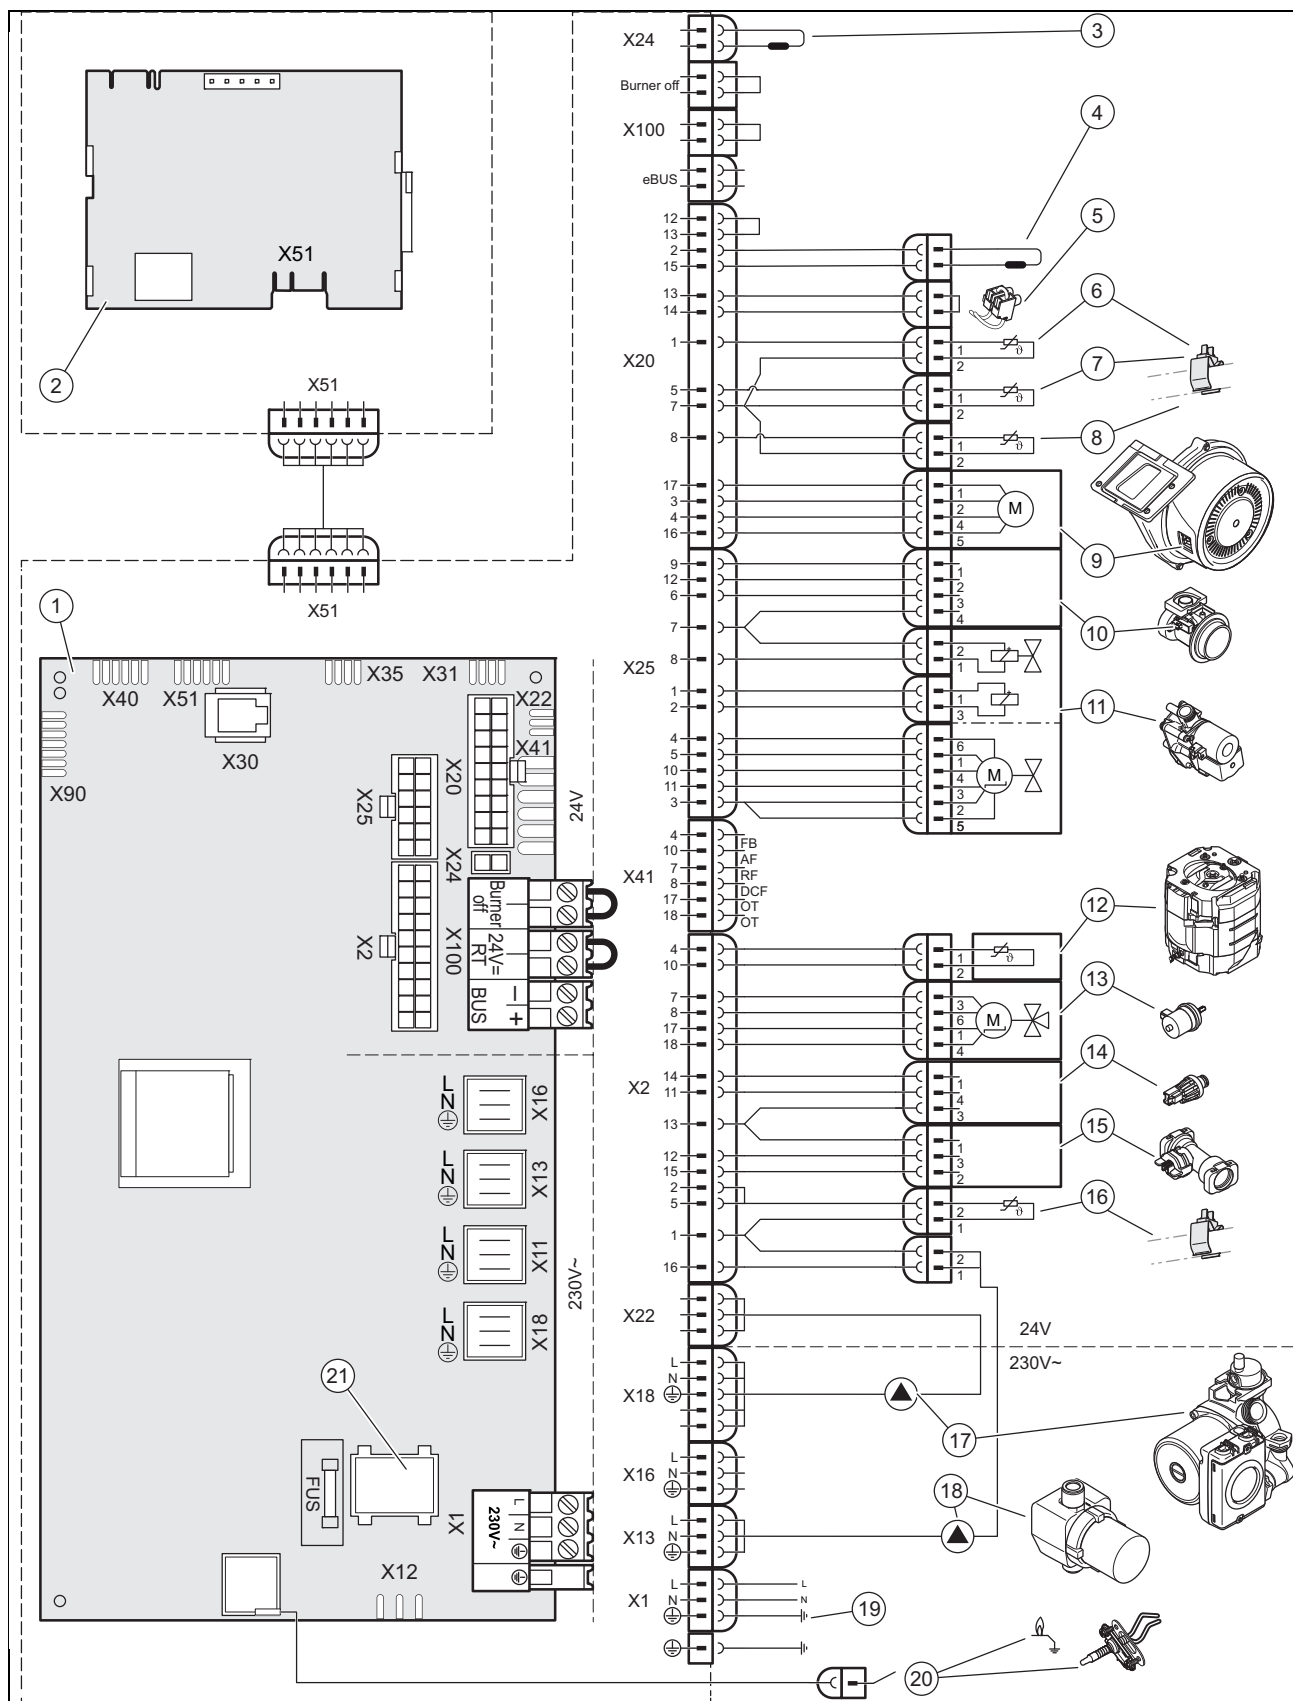 X24
3
Burner off
X100
4
eBUS
12
13
2
15
5
X51
13
14
6
1
1
2
ϑ
X20
7
2
X51
5
7
1
2
ϑ
8
8
1
2
ϑ
17
3
4
16
1
2
4
5
M
9
9
12
6
1
2
3
4
10
X51
7
X25
8
2
1
1
2
1
3
11
4
5
10
11
3
6
1
4
3
2
5
M
1
X40
X51
X35
X31
X22
X30
X41
X90
X20
X25
24V
X24
X2
X100
Burner off
24V=
RT
BUS
– +
X41
4
10
7
8
17
18
FB
AF
RF
DCF
OT
OT
12
4
10
1
2
ϑ
13
7
8
17
18
3
6
1
4
M
14
X2
14
11
1
4
3
15
13
12
15
1
3
2
16
2
5
2
1
ϑ
1
16
2
1
L
N
X16
L
N
X13
L
N
X11
L
N
X18
230V~
X22
24V
230V~
X18
L
N
17
X16
L
N
18
X13
L
N
21
FUS
X1
L
N
230V~
X12
X1
L
N
L
N
19
20